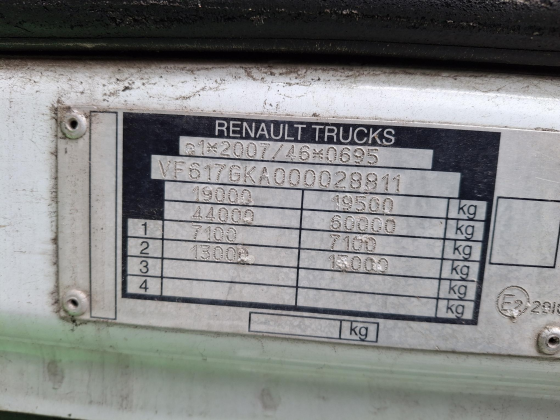 RENAULT TRUCKS
e1*2007/46*0695
VF617GKA000028811
19000 19500 kg
44000 60000 kg
1 7100 7100 kg
2 13000 13000 kg
3 kg
4 kg
kg
E2